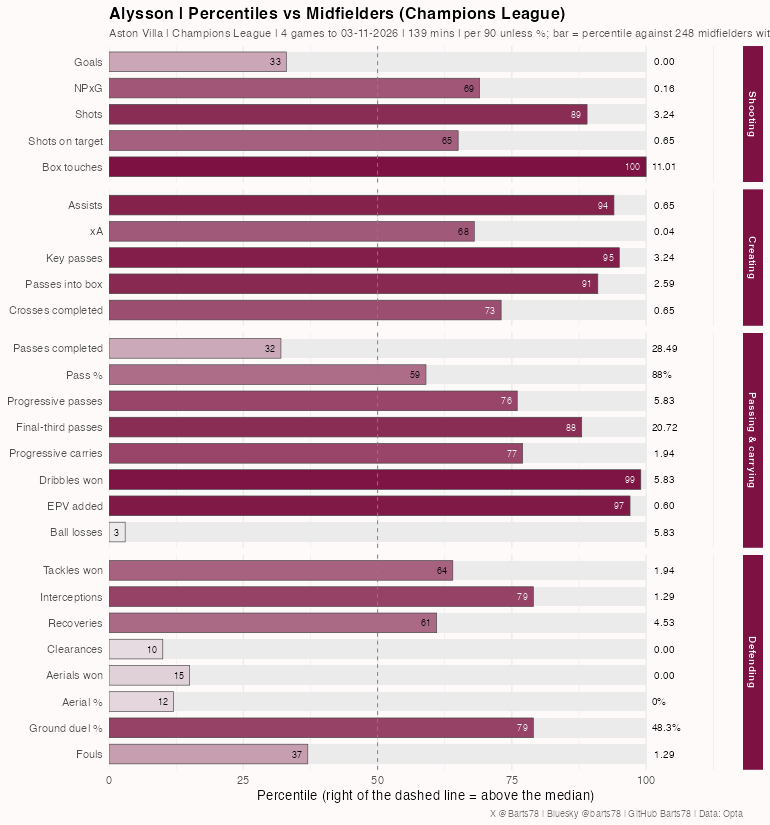 Alysson | Percentiles vs Midfielders (Champions League)
Aston Villa | Champions League | 4 games to 03-11-2026 | 139 mins | per 90 unless %; bar = percentile against 248 midfielders wit
Shooting
Goals 33 0.00
NPxG 69 0.16
Shots 89 3.24
Shots on target 65 0.65
Box touches 100 11.01
Creating
Assists 94 0.65
xA 68 0.04
Key passes 95 3.24
Passes into box 91 2.59
Crosses completed 73 0.65
Passing & carrying
Passes completed 32 28.49
Pass % 59 88%
Progressive passes 76 5.83
Final-third passes 88 20.72
Progressive carries 77 1.94
Dribbles won 99 5.83
EPV added 97 0.60
Ball losses 3 5.83
Defending
Tackles won 64 1.94
Interceptions 79 1.29
Recoveries 61 4.53
Clearances 10 0.00
Aerials won 15 0.00
Aerial % 12 0%
Ground duel % 79 48.3%
Fouls 37 1.29
0 25 50 75 100
Percentile (right of the dashed line = above the median)
X @Barts78 | Bluesky @barts78 | GitHub Barts78 | Data: Opta